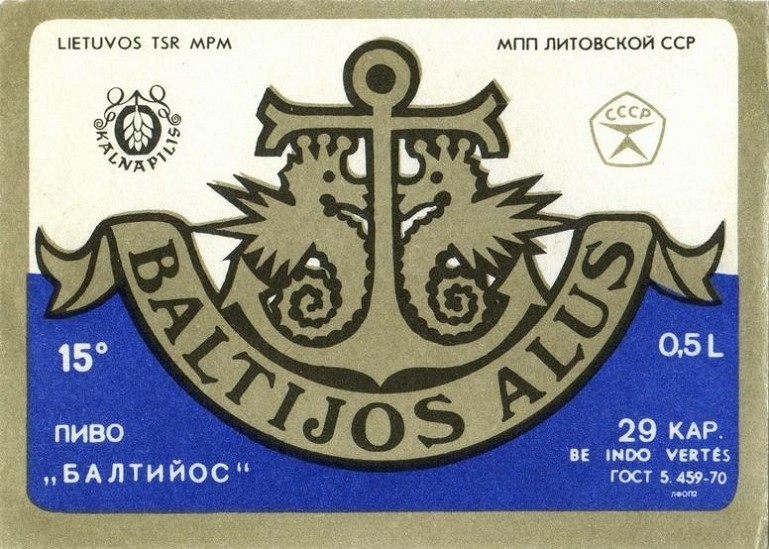 LIETUVOS TSR MPM
МПП ЛИТОВСКОЙ ССР
KALNAPILIS
СССР
BALTIJOS ALUS
15°
0,5 L
ПИВО
„БАЛТИЙОС“
29 KAP.
BE INDO VERTĖS
ГОСТ 5. 459-70